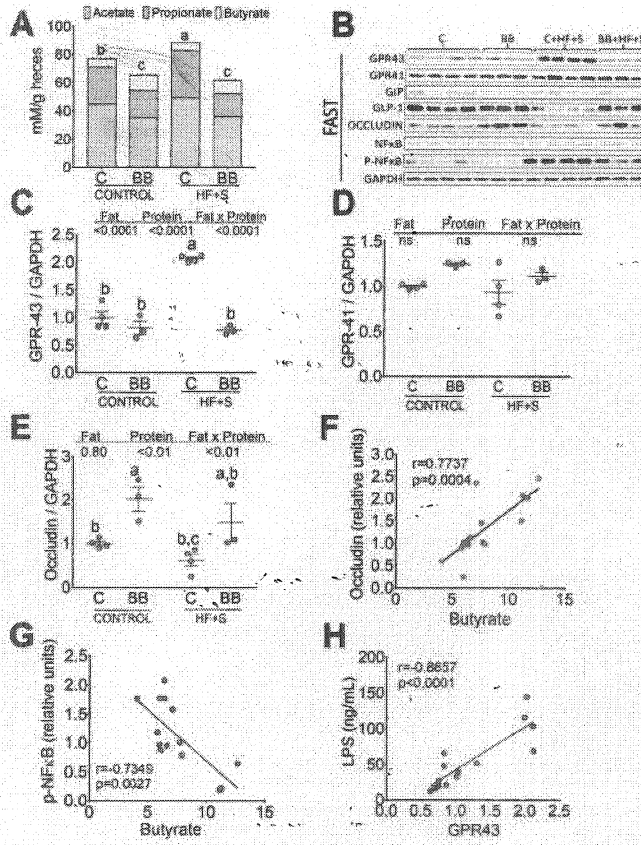 A
Acetate Propionate Butyrate
mM/g heces
100
80
60
40
20
0
b
c
a
c
C BB C BB
CONTROL HF+S
B
C BB C+HF+S BB+HF+S
FAST
GPR43
GPR41
GIP
GLP-1
OCCLUDIN
NFκB
P-NFκB
GAPDH
C
Fat Protein Fat x Protein
<0.0001 <0.0001 <0.0001
GPR-43 / GAPDH
2.5
2.0
1.5
1.0
0.5
0.0
b
b
a
b
C BB C BB
CONTROL HF+S
D
Fat Protein Fat x Protein
ns ns ns
GPR-41 / GAPDH
1.5
1.0
0.5
0.0
C BB C BB
CONTROL HF+S
E
Fat Protein Fat x Protein
0.80 <0.01 <0.01
Occludin / GAPDH
3
2
1
0
b
a
b,c
a,b
C BB C BB
CONTROL HF+S
F
r=0.7737
p=0.0004
Occludin (relative units)
3.0
2.5
2.0
1.5
1.0
0.5
0.0
0 5 10 15
Butyrate
G
p-NFκB (relative units)
2.5
2.0
1.5
1.0
0.5
0.0
r=-0.7349
p=0.0027
0 5 10 15
Butyrate
H
r=-0.8657
p<0.0001
LPS (ng/mL)
200
150
100
50
0
0.0 0.5 1.0 1.5 2.0 2.5
GPR43